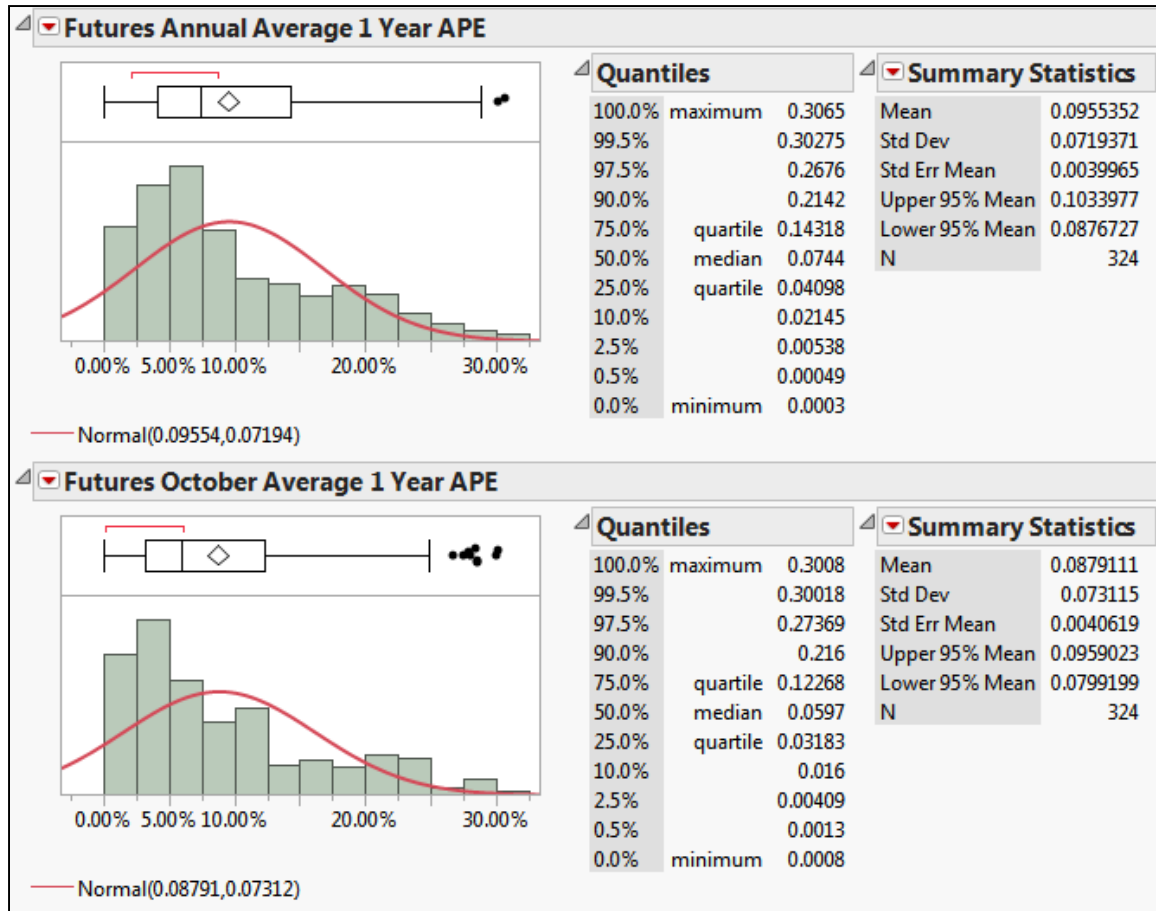 Futures Annual Average 1 Year APE
0.00% 5.00% 10.00% 20.00% 30.00%
Normal(0.09554,0.07194)
Quantiles
100.0% maximum 0.3065
99.5% 0.30275
97.5% 0.2676
90.0% 0.2142
75.0% quartile 0.14318
50.0% median 0.0744
25.0% quartile 0.04098
10.0% 0.02145
2.5% 0.00538
0.5% 0.00049
0.0% minimum 0.0003
Summary Statistics
Mean 0.0955352
Std Dev 0.0719371
Std Err Mean 0.0039965
Upper 95% Mean 0.1033977
Lower 95% Mean 0.0876727
N 324
Futures October Average 1 Year APE
0.00% 5.00% 10.00% 20.00% 30.00%
Normal(0.08791,0.07312)
Quantiles
100.0% maximum 0.3008
99.5% 0.30018
97.5% 0.27369
90.0% 0.216
75.0% quartile 0.12268
50.0% median 0.0597
25.0% quartile 0.03183
10.0% 0.016
2.5% 0.00409
0.5% 0.0013
0.0% minimum 0.0008
Summary Statistics
Mean 0.0879111
Std Dev 0.073115
Std Err Mean 0.0040619
Upper 95% Mean 0.0959023
Lower 95% Mean 0.0799199
N 324